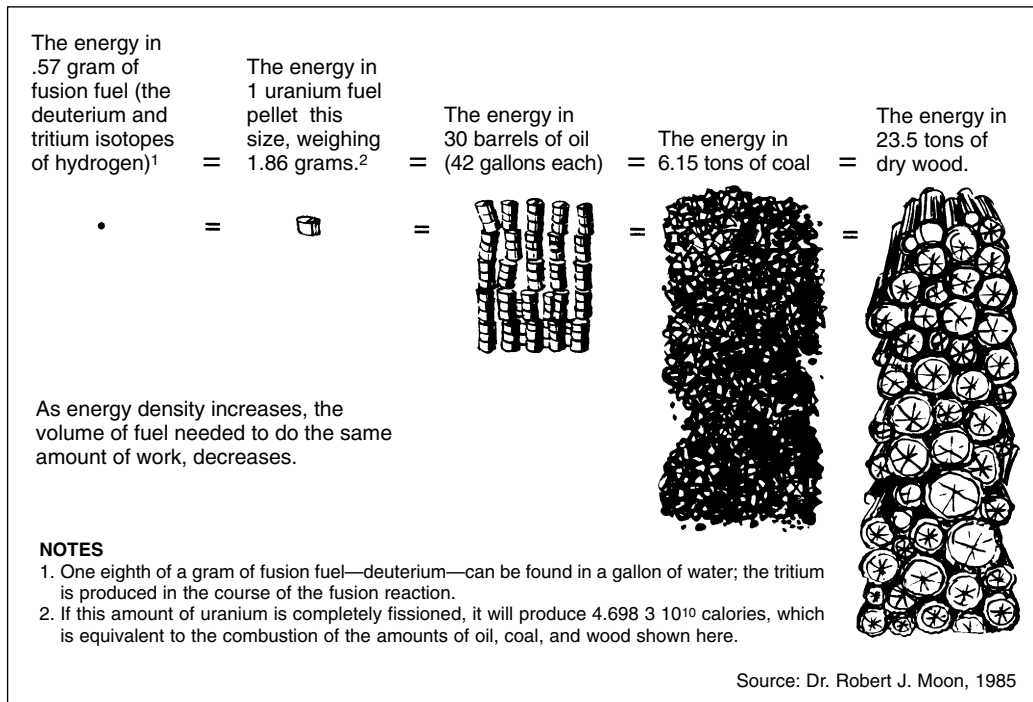 The energy in
.57 gram of
fusion fuel (the
deuterium and
tritium isotopes
of hydrogen)¹
=
The energy in
1 uranium fuel
pellet this
size, weighing
1.86 grams.²
=
The energy in
30 barrels of oil
(42 gallons each)
=
The energy in
6.15 tons of coal
=
The energy in
23.5 tons of
dry wood.
=
=
=
=
As energy density increases, the
volume of fuel needed to do the same
amount of work, decreases.
NOTES
1. One eighth of a gram of fusion fuel—deuterium—can be found in a gallon of water; the tritium
is produced in the course of the fusion reaction.
2. If this amount of uranium is completely fissioned, it will produce 4.698 3 10¹⁰ calories, which
is equivalent to the combustion of the amounts of oil, coal, and wood shown here.
Source: Dr. Robert J. Moon, 1985